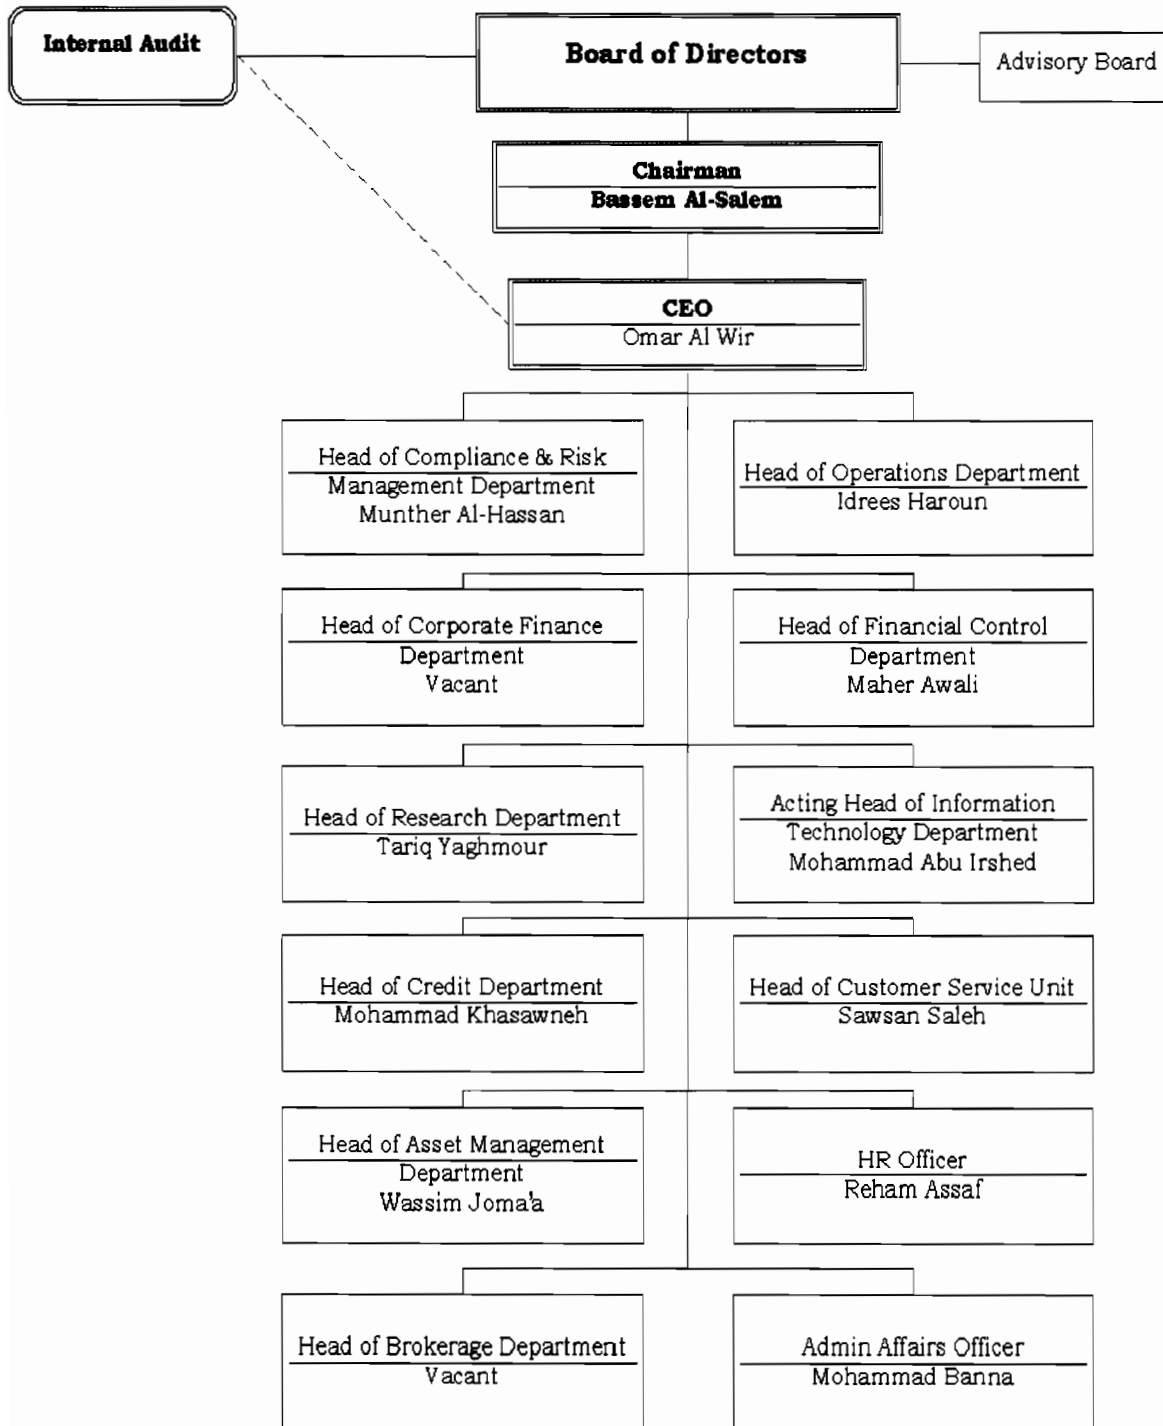 Internal Audit
Board of Directors
Advisory Board
Chairman
Bassem Al-Salem
CEO
Omar Al Wir
Head of Compliance & Risk
Management Department
Munther Al-Hassan
Head of Operations Department
Idrees Haroun
Head of Corporate Finance
Department
Vacant
Head of Financial Control
Department
Maher Awali
Head of Research Department
Tariq Yaghmour
Acting Head of Information
Technology Department
Mohammad Abu Irshed
Head of Credit Department
Mohammad Khasawneh
Head of Customer Service Unit
Sawsan Saleh
Head of Asset Management
Department
Wassim Joma'a
HR Officer
Reham Assaf
Head of Brokerage Department
Vacant
Admin Affairs Officer
Mohammad Banna